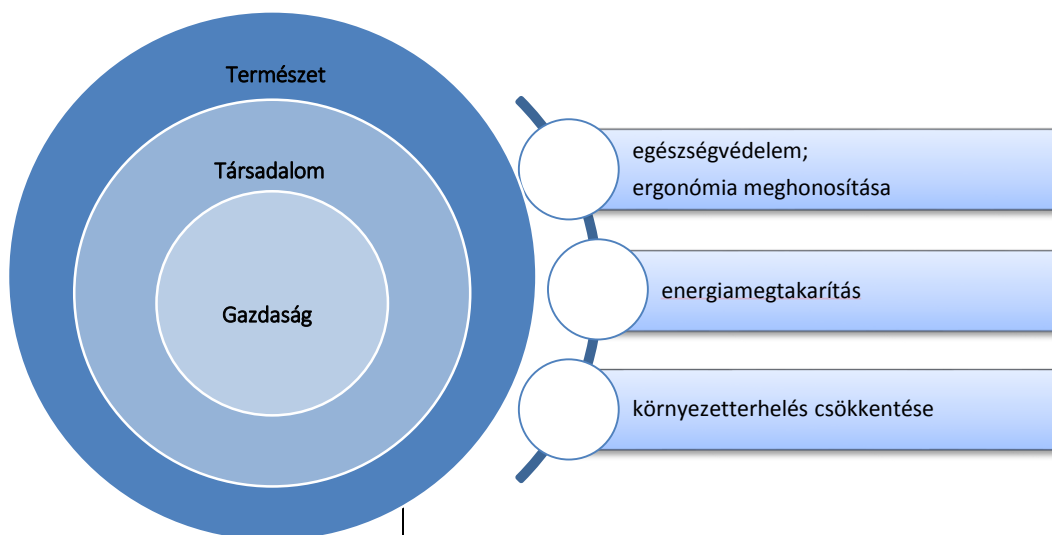 Természet
Társadalom
Gazdaság
egészségvédelem;
ergonómia meghonosítása
energiamegtakarítás
környezetterhelés csökkentése